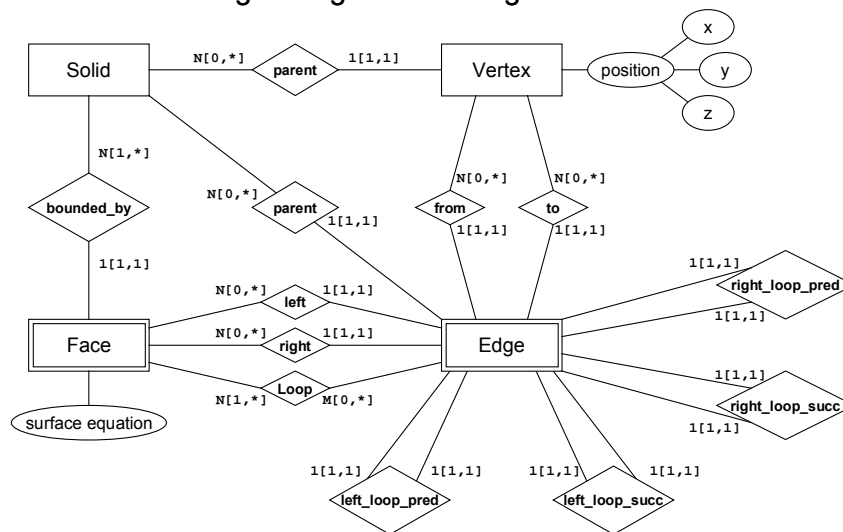 x
Solid
N[0,*]
parent
1[1,1]
Vertex
position
y
z
N[1,*]
N[0,*]
N[0,*]
N[0,*]
bounded_by
parent
from
to
1[1,1]
1[1,1]
1[1,1]
1[1,1]
1[1,1]
right_loop_pred
1[1,1]
N[0,*]
left
1[1,1]
Face
N[0,*]
right
1[1,1]
Edge
N[1,*]
Loop
M[0,*]
1[1,1]
right_loop_succ
1[1,1]
surface equation
1[1,1]
1[1,1]
1[1,1]
1[1,1]
left_loop_pred
left_loop_succ